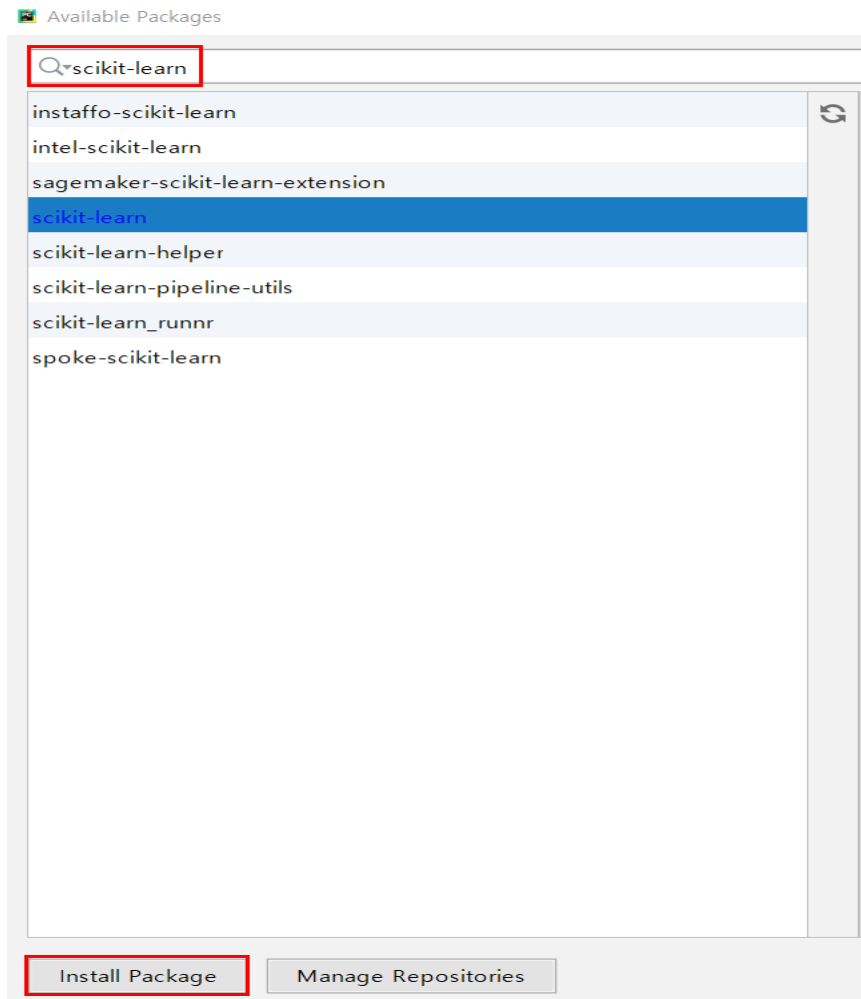 Available Packages
scikit-learn
instaffo-scikit-learn
intel-scikit-learn
sagemaker-scikit-learn-extension
scikit-learn
scikit-learn-helper
scikit-learn-pipeline-utils
scikit-learn_runnr
spoke-scikit-learn
Install Package Manage Repositories